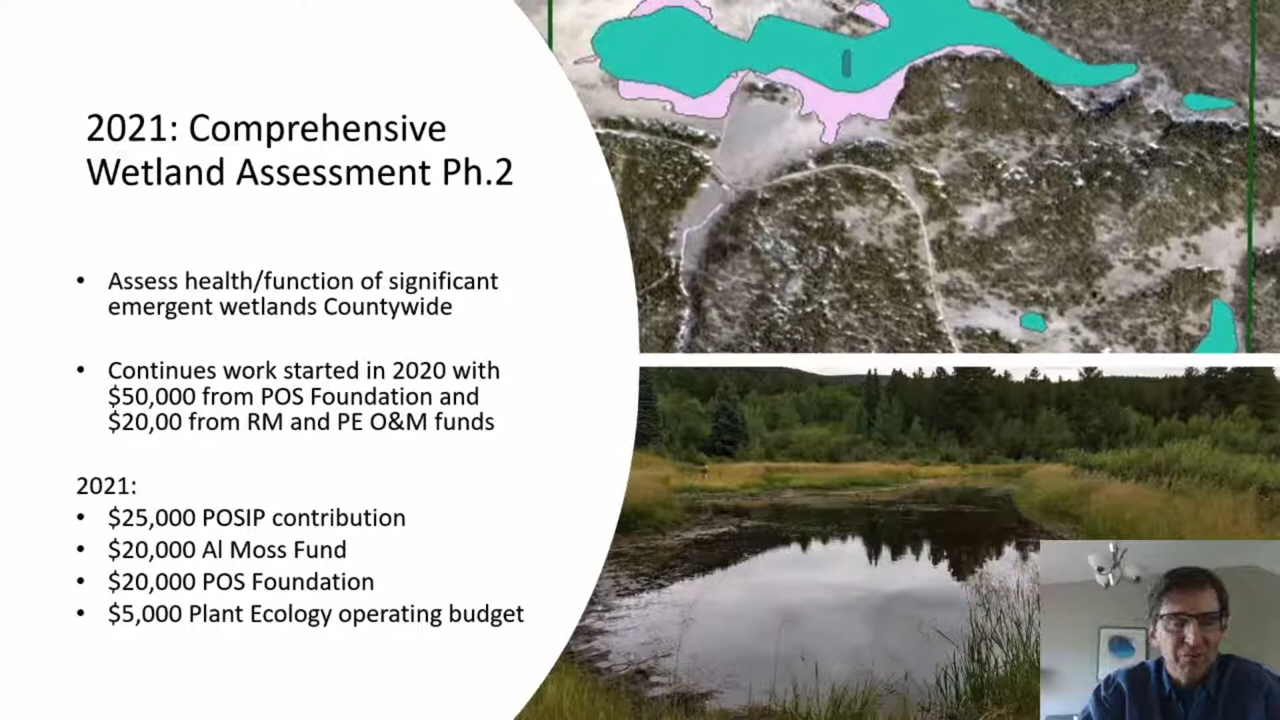 2021: Comprehensive
Wetland Assessment Ph.2
• Assess health/function of significant
emergent wetlands Countywide
• Continues work started in 2020 with
$50,000 from POS Foundation and
$20,00 from RM and PE O&M funds
2021:
• $25,000 POSIP contribution
• $20,000 Al Moss Fund
• $20,000 POS Foundation
• $5,000 Plant Ecology operating budget